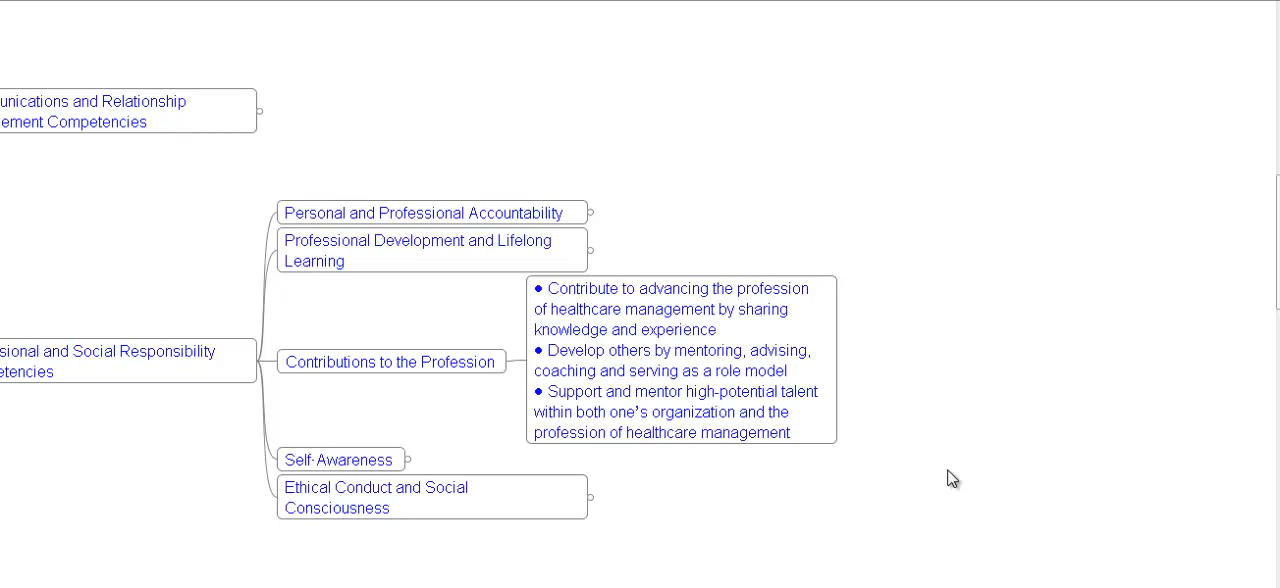 unications and Relationship
ement Competencies
Personal and Professional Accountability
Professional Development and Lifelong
Learning
● Contribute to advancing the profession
of healthcare management by sharing
knowledge and experience
● Develop others by mentoring, advising,
coaching and serving as a role model
● Support and mentor high-potential talent
within both one’s organization and the
profession of healthcare management
sional and Social Responsibility
etencies
Contributions to the Profession
Self-Awareness
Ethical Conduct and Social
Consciousness